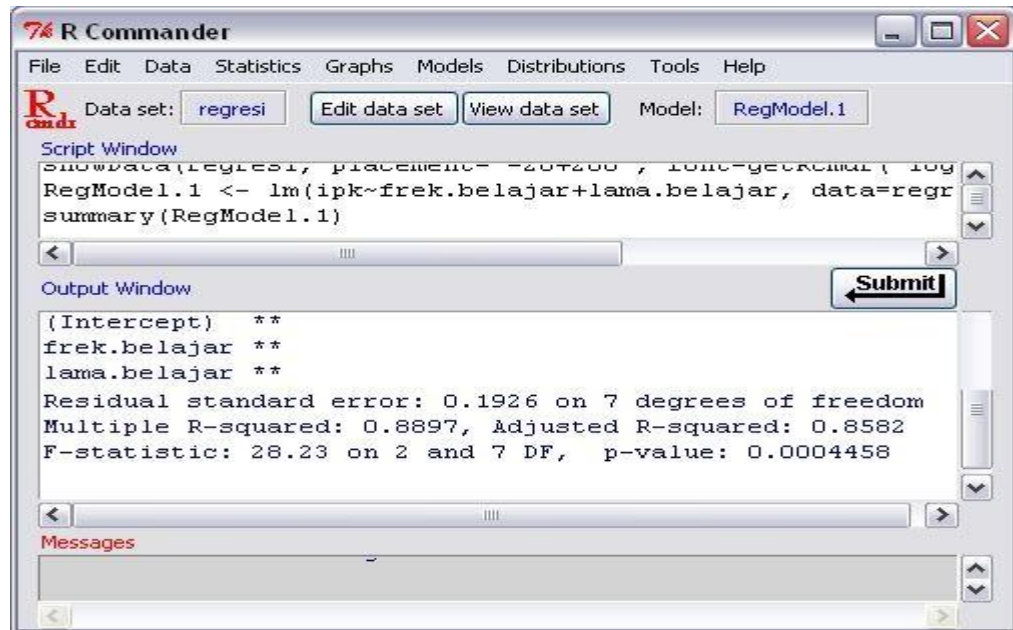 R Commander
File Edit Data Statistics Graphs Models Distributions Tools Help
R cmdr Data set: regresi Edit data set View data set Model: RegModel.1
Script Window
RegModel.1 <- lm(ipk~frek.belajar+lama.belajar, data=regr
summary(RegModel.1)
Submit
Output Window
(Intercept) **
frek.belajar **
lama.belajar **
Residual standard error: 0.1926 on 7 degrees of freedom
Multiple R-squared: 0.8897, Adjusted R-squared: 0.8582
F-statistic: 28.23 on 2 and 7 DF, p-value: 0.0004458
Messages